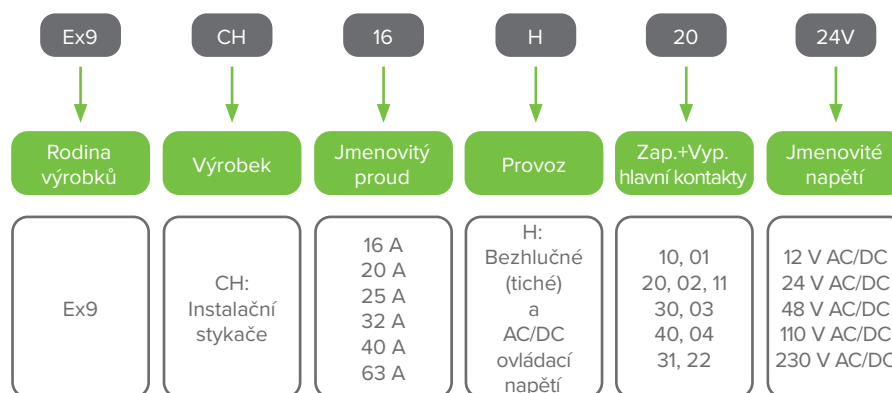 Ex9
CH
16
H
20
24V
Rodina
výrobků
Výrobek
Jmenovitý
proud
Provoz
Zap.+Vyp.
hlavní kontakty
Jmenovité
napětí
Ex9
CH:
Instalační
stykače
16 A
20 A
25 A
32 A
40 A
63 A
H:
Bezhlučné
(tiché)
a
AC/DC
ovládací
napětí
10, 01
20, 02, 11
30, 03
40, 04
31, 22
12 V AC/DC
24 V AC/DC
48 V AC/DC
110 V AC/DC
230 V AC/DC